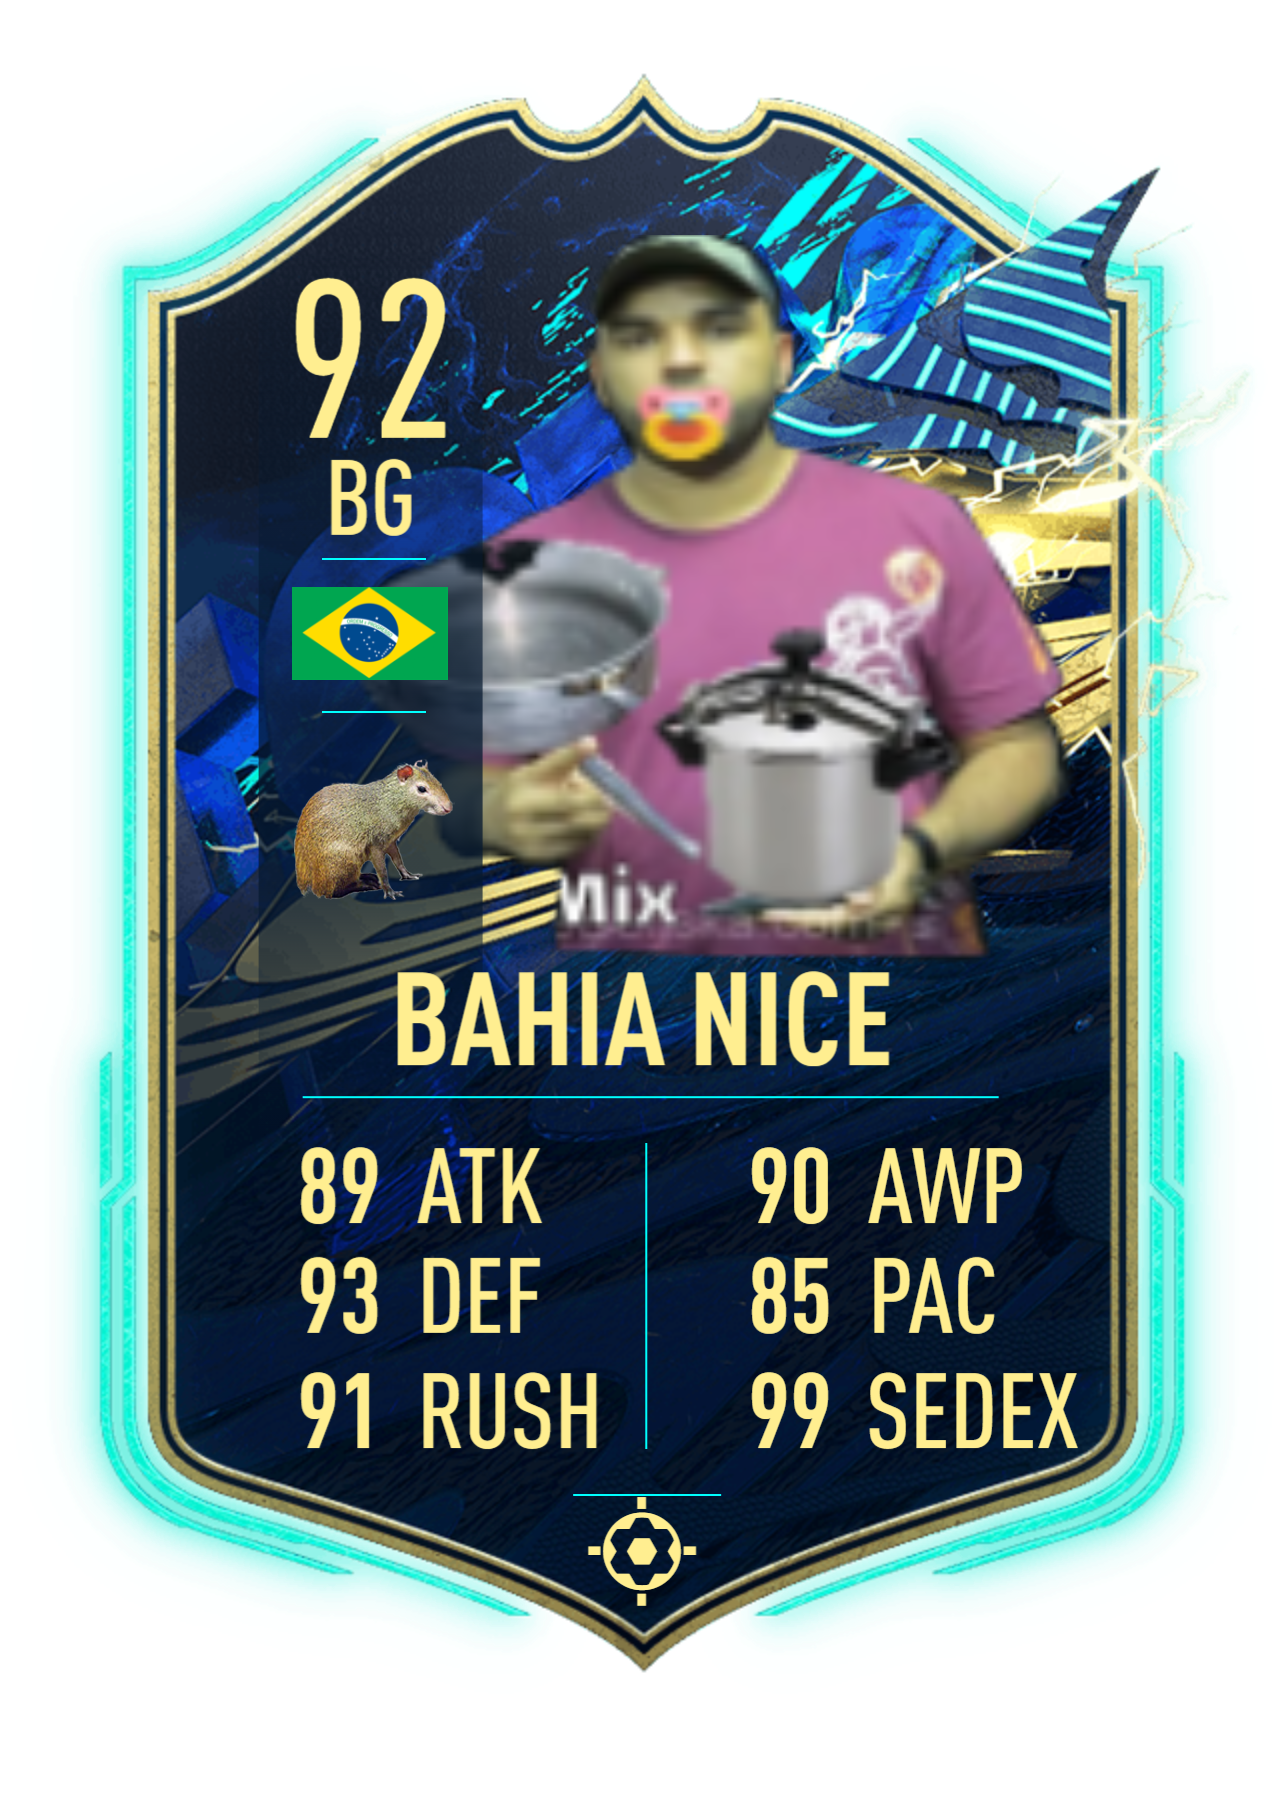 92
BG
Mix
BAHIA NICE
89 ATK
90 AWP
93 DEF
85 PAC
91 RUSH
99 SEDEX